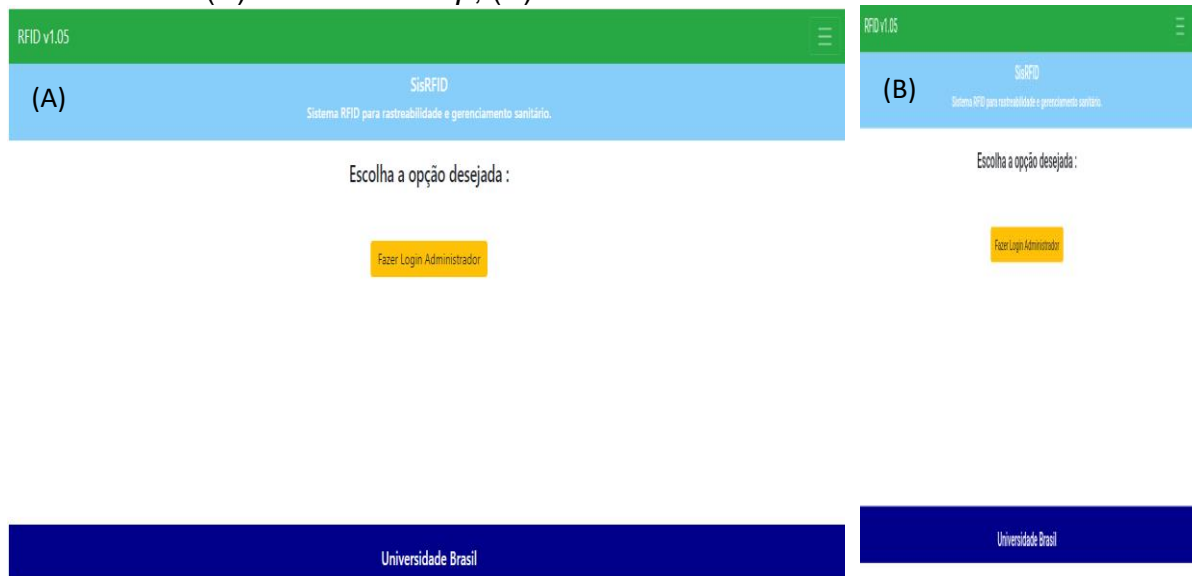 RFID v1.05
(A)
SisRFID
Sistema RFID para rastreabilidade e gerenciamento sanitário.
Escolha a opção desejada :
Fazer Login Administrador
Universidade Brasil
RFID v1.05
(B)
SisRFID
Sistema RFID para rastreabilidade e gerenciamento sanitário.
Escolha a opção desejada :
Fazer Login Administrador
Universidade Brasil